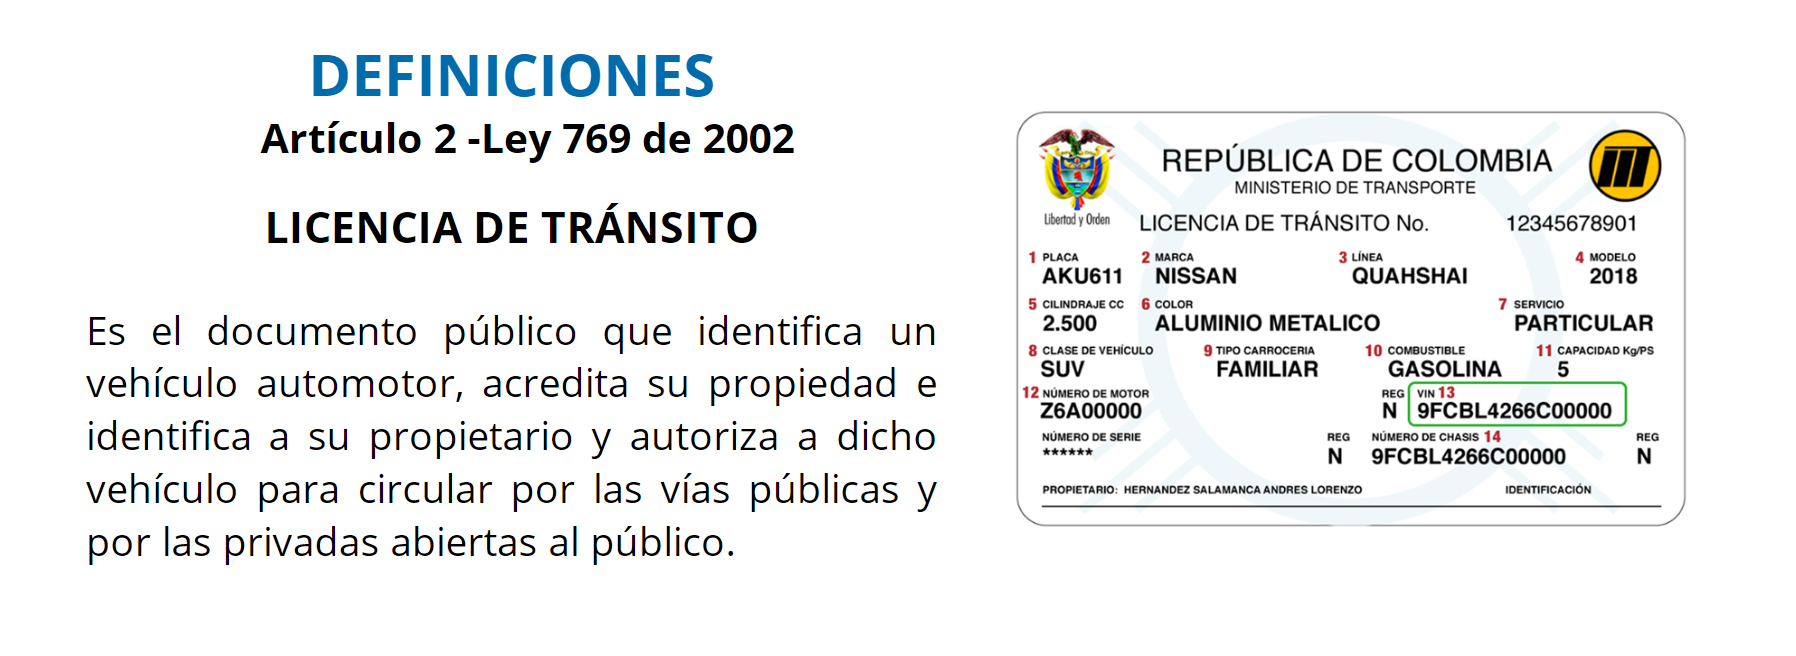 DEFINICIONES
Artículo 2 -Ley 769 de 2002
LICENCIA DE TRÁNSITO
Es el documento público que identifica un
vehículo automotor, acredita su propiedad e
identifica a su propietario y autoriza a dicho
vehículo para circular por las vías públicas y
por las privadas abiertas al público.
REPÚBLICA DE COLOMBIA
MINISTERIO DE TRANSPORTE
Libertad y Orden
LICENCIA DE TRÁNSITO No. 12345678901
1 PLACA 2 MARCA 3 LÍNEA 4 MODELO
AKU611 NISSAN QUAHSHAI 2018
5 CILINDRAJE CC 6 COLOR 7 SERVICIO
2.500 ALUMINIO METALICO PARTICULAR
8 CLASE DE VEHÍCULO 9 TIPO CARROCERIA 10 COMBUSTIBLE 11 CAPACIDAD Kg/PS
SUV FAMILIAR GASOLINA 5
12 NÚMERO DE MOTOR REG VIN 13
Z6A00000 N 9FCBL4266C00000
NÚMERO DE SERIE REG NÚMERO DE CHASIS 14 REG
****** N 9FCBL4266C00000 N
PROPIETARIO: HERNANDEZ SALAMANCA ANDRES LORENZO IDENTIFICACIÓN